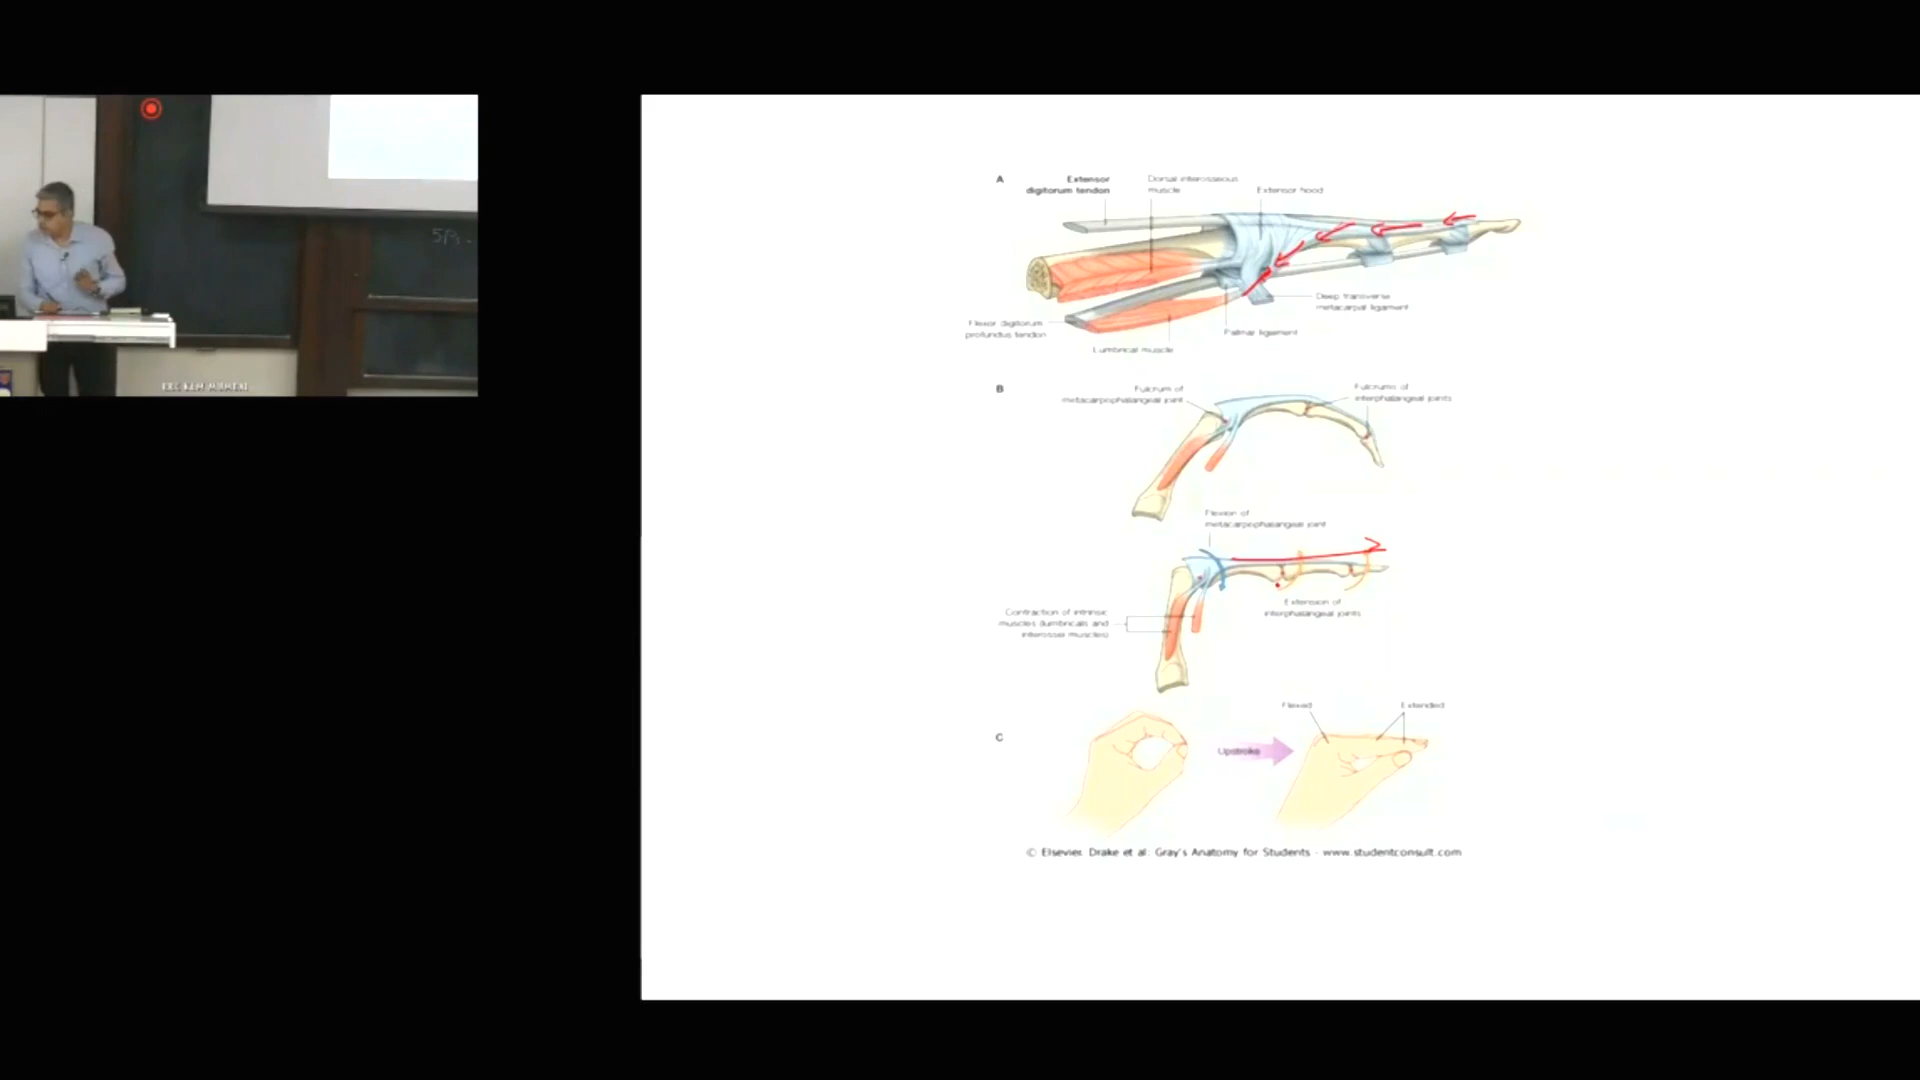 A
Extensor
digitorum tendon
Dorsal interosseous
muscle
Extensor hood
Deep transverse
metacarpal ligament
Flexor digitorum
profundus tendon
Palmar ligament
Lumbrical muscle
B
Fulcrum of
metacarpophalangeal joint
Fulcrums of
interphalangeal joints
Flexion of
metacarpophalangeal joint
Contraction of intrinsic
muscles (lumbricals and
interossei muscles)
Extension of
interphalangeal joints
C
Upstroke
Flexed
Extended
© Elsevier. Drake et al: Gray's Anatomy for Students - www.studentconsult.com